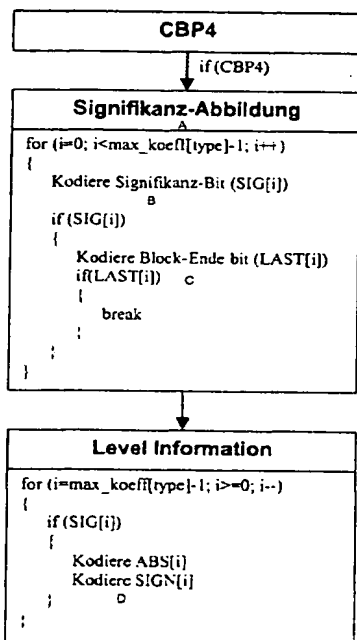 CBP4
if (CBP4)
Signifikanz-Abbildung
A
for (i=0; i<max_koeff[type]-1; i++)
{
Kodiere Signifikanz-Bit (SIG[i])
B
if(SIG[i])
{
Kodiere Block-Ende bit (LAST[i])
if(LAST[i]) C
{
break
}
}
}
Level Information
for (i=max_koeff[type]-1; i>=0; i--)
{
if (SIG[i])
{
Kodiere ABS[i]
Kodiere SIGN[i]
} D
}